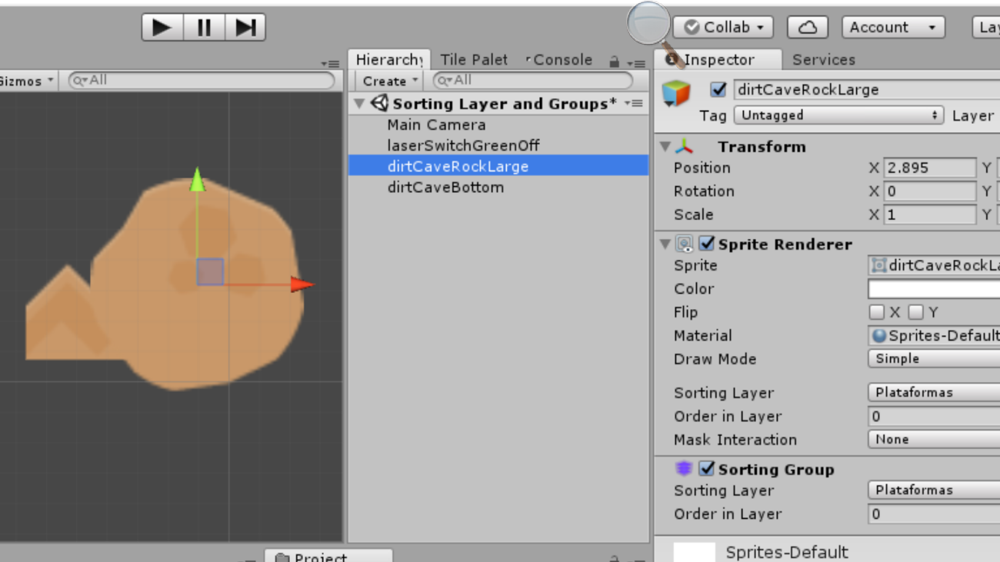 Collab
Account
Lay
Hierarchy
Tile Palet
Console
Inspector
Services
Gizmos
All
Create
All
Sorting Layer and Groups*
Main Camera
laserSwitchGreenOff
dirtCaveRockLarge
dirtCaveBottom
dirtCaveRockLarge
Tag Untagged Layer
Transform
Position X 2.895 Y
Rotation X 0 Y
Scale X 1 Y
Sprite Renderer
Sprite dirtCaveRockLa
Color
Flip X Y
Material Sprites-Default
Draw Mode Simple
Sorting Layer Plataformas
Order in Layer 0
Mask Interaction None
Sorting Group
Sorting Layer Plataformas
Order in Layer 0
Sprites-Default
Project